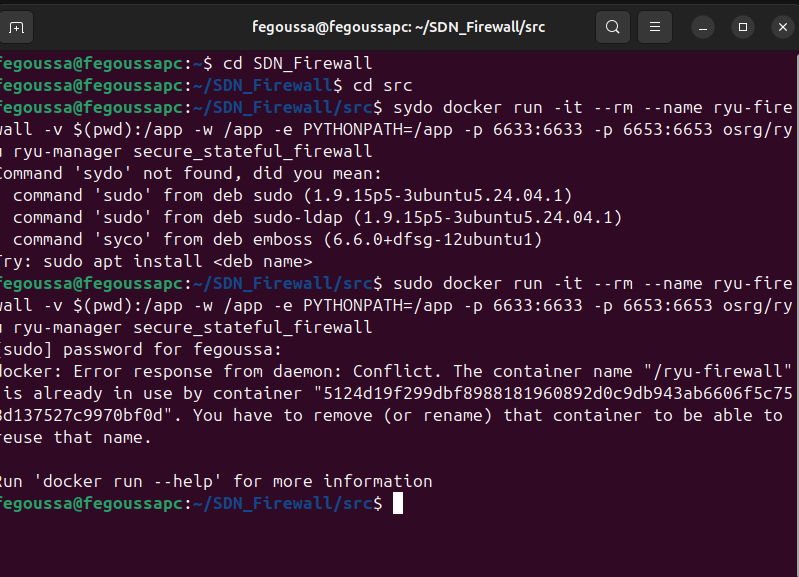 fegoussa@fegoussapc: ~/SDN_Firewall/src
fegoussa@fegoussapc:~$ cd SDN_Firewall
fegoussa@fegoussapc:~/SDN_Firewall$ cd src
fegoussa@fegoussapc:~/SDN_Firewall/src$ sydo docker run -it --rm --name ryu-fire
wall -v $(pwd):/app -w /app -e PYTHONPATH=/app -p 6633:6633 -p 6653:6653 osrg/ry
u ryu-manager secure_stateful_firewall
Command 'sydo' not found, did you mean:
command 'sudo' from deb sudo (1.9.15p5-3ubuntu5.24.04.1)
command 'sudo' from deb sudo-ldap (1.9.15p5-3ubuntu5.24.04.1)
command 'syco' from deb emboss (6.6.0+dfsg-12ubuntu1)
Try: sudo apt install <deb name>
fegoussa@fegoussapc:~/SDN_Firewall/src$ sudo docker run -it --rm --name ryu-fire
wall -v $(pwd):/app -w /app -e PYTHONPATH=/app -p 6633:6633 -p 6653:6653 osrg/ry
u ryu-manager secure_stateful_firewall
[sudo] password for fegoussa:
docker: Error response from daemon: Conflict. The container name "/ryu-firewall"
is already in use by container "5124d19f299dbf8988181960892d0c9db943ab6606f5c75
8d137527c9970bf0d". You have to remove (or rename) that container to be able to
reuse that name.
Run 'docker run --help' for more information
fegoussa@fegoussapc:~/SDN_Firewall/src$